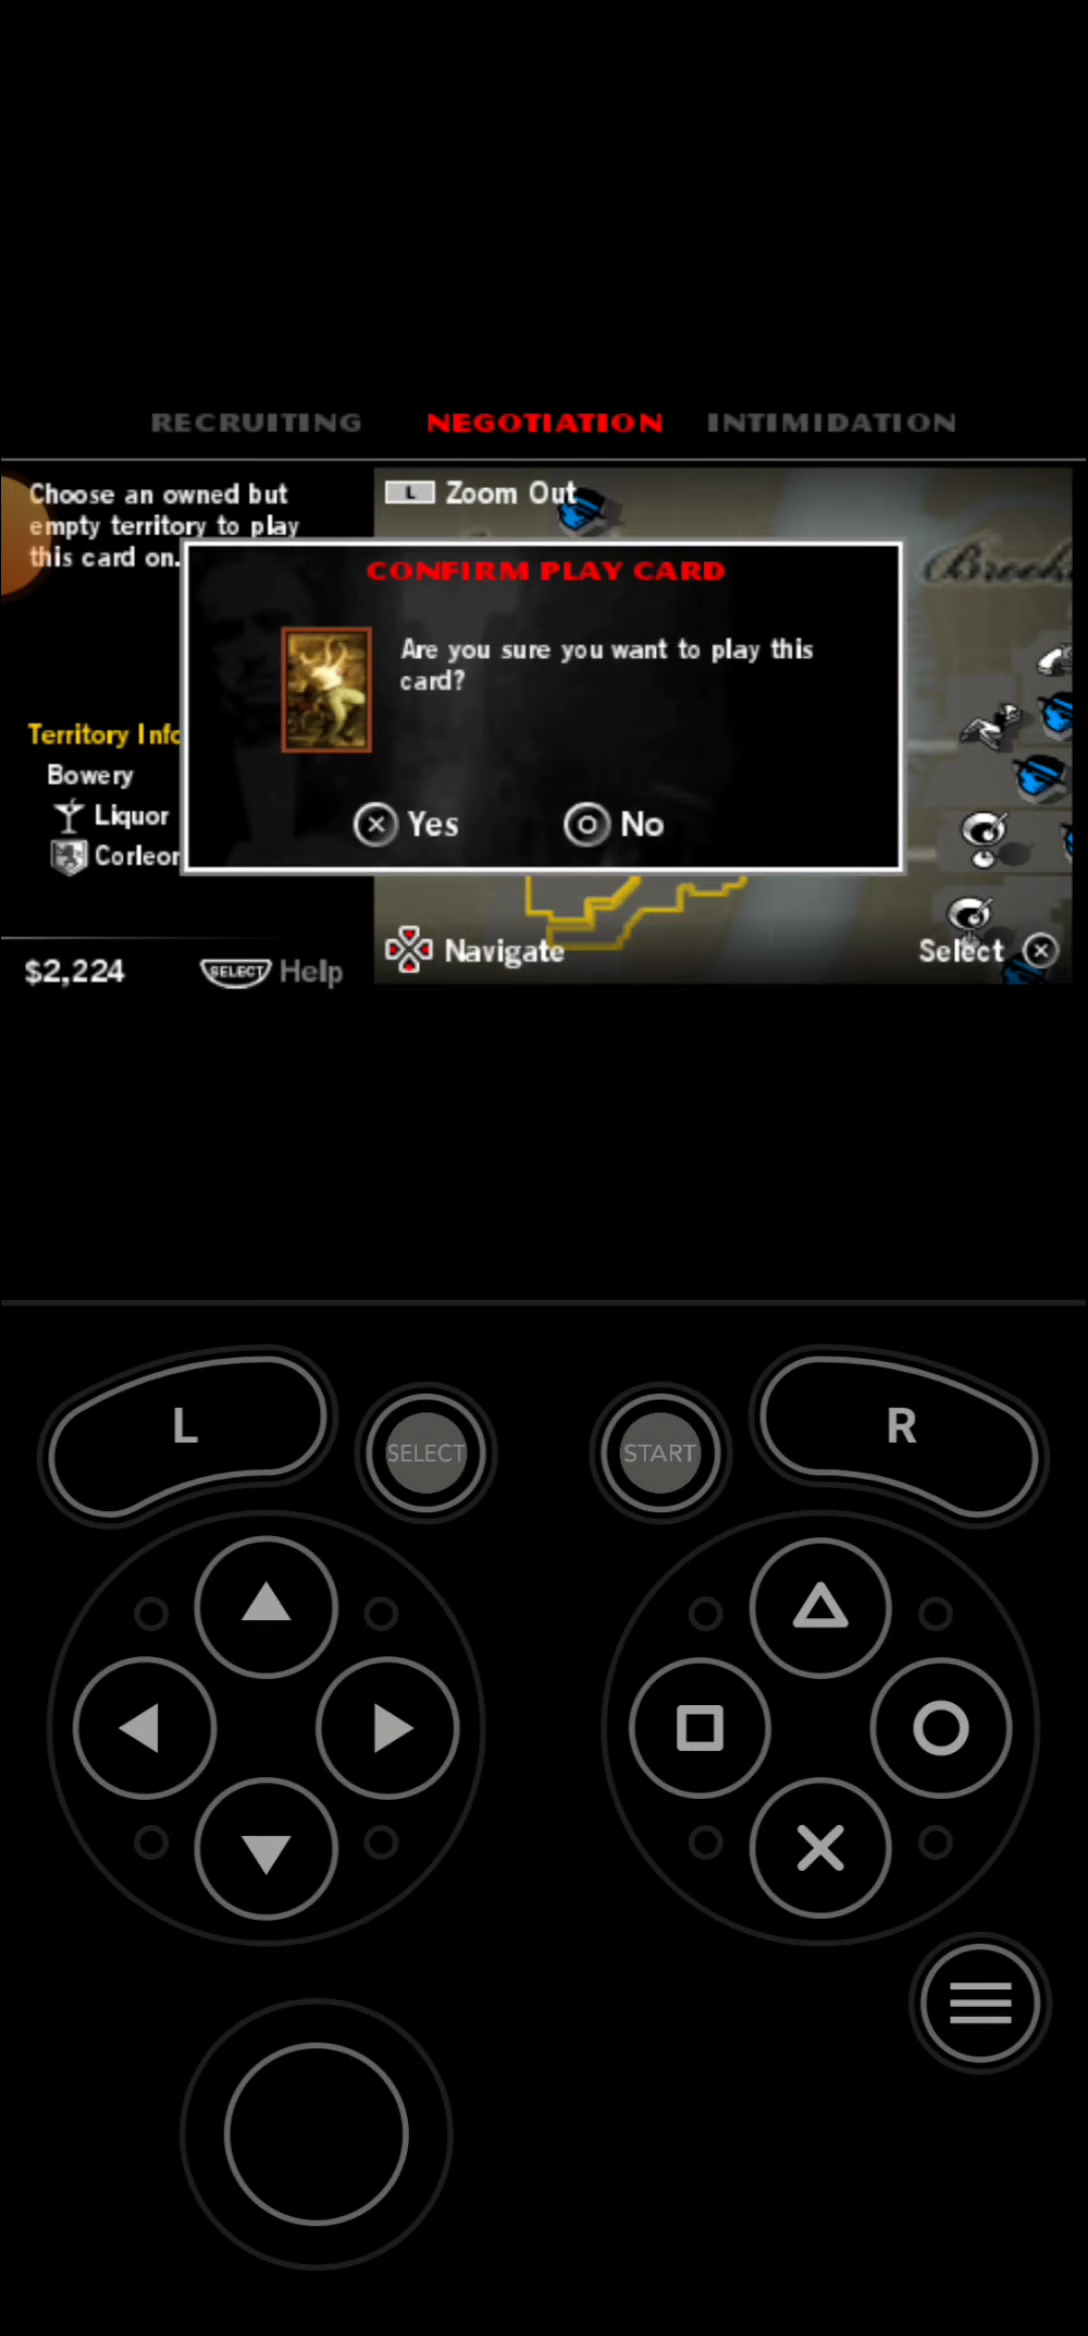 RECRUITING NEGOTIATION INTIMIDATION
Choose an owned but
empty territory to play
this card on.
L Zoom Out
CONFIRM PLAY CARD
Are you sure you want to play this
card?
Yes No
Territory Info
Bowery
Liquor
Corleon
$2,224
SELECT Help
Navigate
Select
L
SELECT
START
R